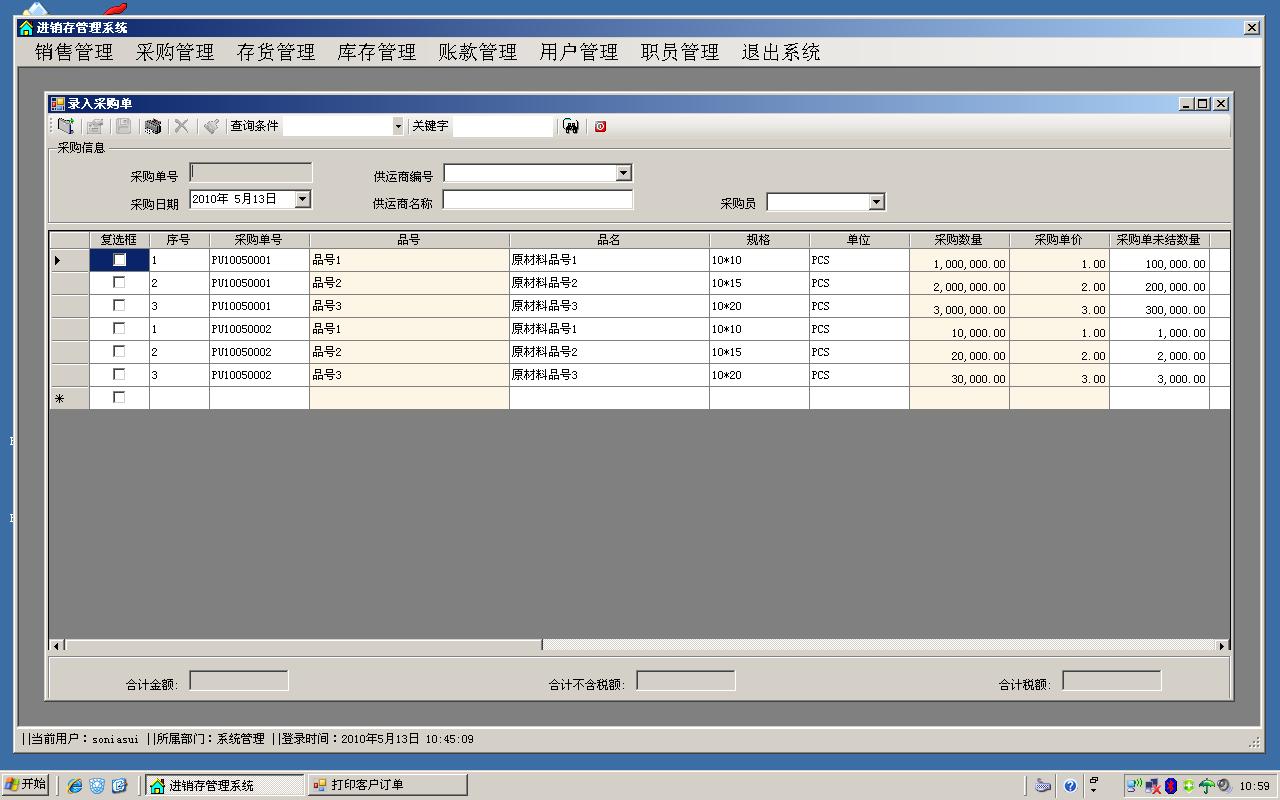 进销存管理系统
销售管理 采购管理 存货管理 库存管理 账款管理 用户管理 职员管理 退出系统
录入采购单
查询条件 关键字
采购信息
采购单号 供运商编号
采购日期 2010年 5月13日 供运商名称 采购员
复选框 序号 采购单号 品号 品名 规格 单位 采购数量 采购单价 采购单未结数量
1 PU10050001 品号1 原材料品号1 10*10 PCS 1,000,000.00 1.00 100,000.00
2 PU10050001 品号2 原材料品号2 10*15 PCS 2,000,000.00 2.00 200,000.00
3 PU10050001 品号3 原材料品号3 10*20 PCS 3,000,000.00 3.00 300,000.00
1 PU10050002 品号1 原材料品号1 10*10 PCS 10,000.00 1.00 1,000.00
2 PU10050002 品号2 原材料品号2 10*15 PCS 20,000.00 2.00 2,000.00
3 PU10050002 品号3 原材料品号3 10*20 PCS 30,000.00 3.00 3,000.00
合计金额: 合计不含税额: 合计税额:
||当前用户：soniasui ||所属部门：系统管理 ||登录时间：2010年5月13日 10:45:09
开始 进销存管理系统 打印客户订单 10:59